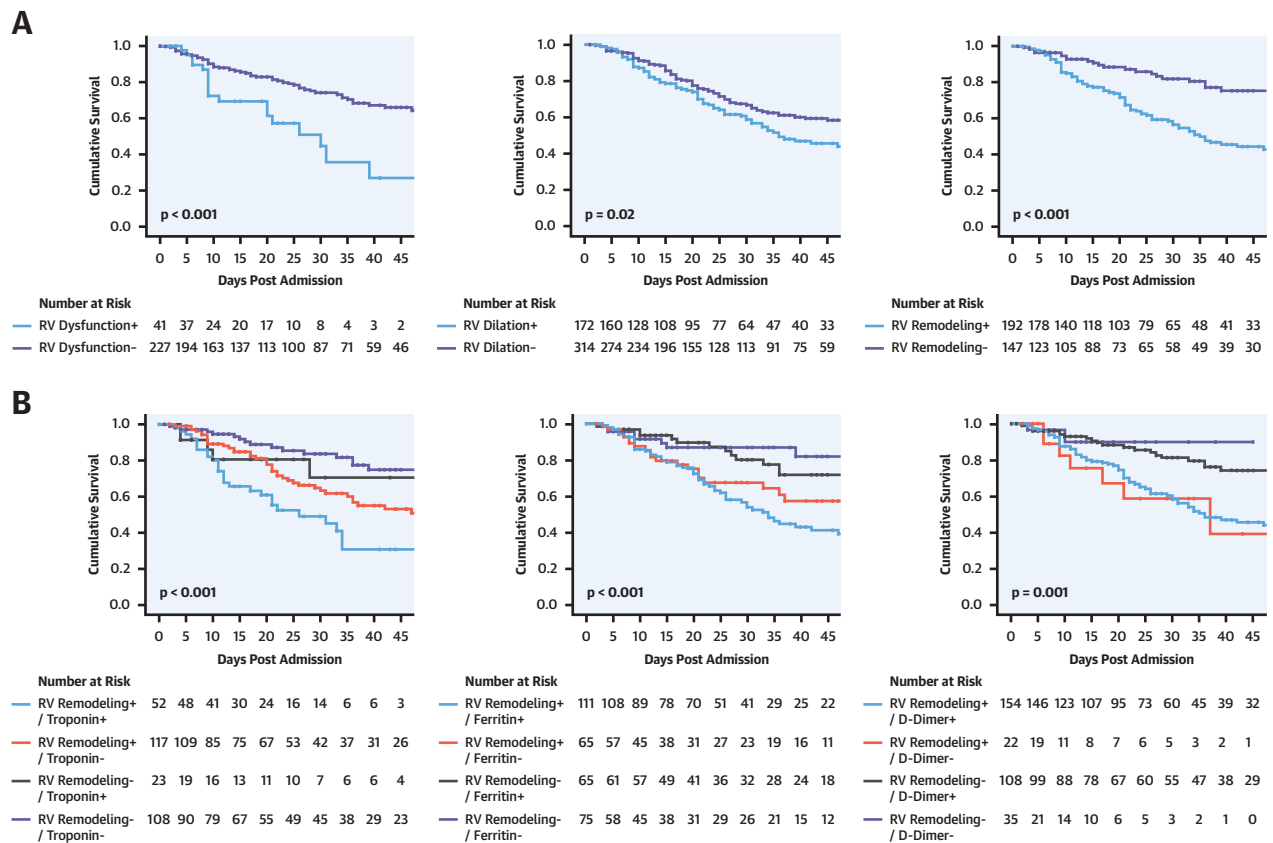 A
1.0
0.8
0.6
0.4
0.2
0.0
Cumulative Survival
p < 0.001
0 5 10 15 20 25 30 35 40 45
Days Post Admission
Number at Risk
RV Dysfunction+ 41 37 24 20 17 10 8 4 3 2
RV Dysfunction- 227 194 163 137 113 100 87 71 59 46
1.0
0.8
0.6
0.4
0.2
0.0
Cumulative Survival
p = 0.02
0 5 10 15 20 25 30 35 40 45
Days Post Admission
Number at Risk
RV Dilation+ 172 160 128 108 95 77 64 47 40 33
RV Dilation- 314 274 234 196 155 128 113 91 75 59
1.0
0.8
0.6
0.4
0.2
0.0
Cumulative Survival
p < 0.001
0 5 10 15 20 25 30 35 40 45
Days Post Admission
Number at Risk
RV Remodeling+ 192 178 140 118 103 79 65 48 41 33
RV Remodeling- 147 123 105 88 73 65 58 49 39 30
B
1.0
0.8
0.6
0.4
0.2
0.0
Cumulative Survival
p < 0.001
0 5 10 15 20 25 30 35 40 45
Days Post Admission
Number at Risk
RV Remodeling+ 52 48 41 30 24 16 14 6 6 3
/ Troponin+
RV Remodeling+ 117 109 85 75 67 53 42 37 31 26
/ Troponin-
RV Remodeling- 23 19 16 13 11 10 7 6 6 4
/ Troponin+
RV Remodeling- 108 90 79 67 55 49 45 38 29 23
/ Troponin-
1.0
0.8
0.6
0.4
0.2
0.0
Cumulative Survival
p < 0.001
0 5 10 15 20 25 30 35 40 45
Days Post Admission
Number at Risk
RV Remodeling+ 111 108 89 78 70 51 41 29 25 22
/ Ferritin+
RV Remodeling+ 65 57 45 38 31 27 23 19 16 11
/ Ferritin-
RV Remodeling- 65 61 57 49 41 36 32 28 24 18
/ Ferritin+
RV Remodeling- 75 58 45 38 31 29 26 21 15 12
/ Ferritin-
1.0
0.8
0.6
0.4
0.2
0.0
Cumulative Survival
p = 0.001
0 5 10 15 20 25 30 35 40 45
Days Post Admission
Number at Risk
RV Remodeling+ 154 146 123 107 95 73 60 45 39 32
/ D-Dimer+
RV Remodeling+ 22 19 11 8 7 6 5 3 2 1
/ D-Dimer-
RV Remodeling- 108 99 88 78 67 60 55 47 38 29
/ D-Dimer+
RV Remodeling- 35 21 14 10 6 5 3 2 1 0
/ D-Dimer-